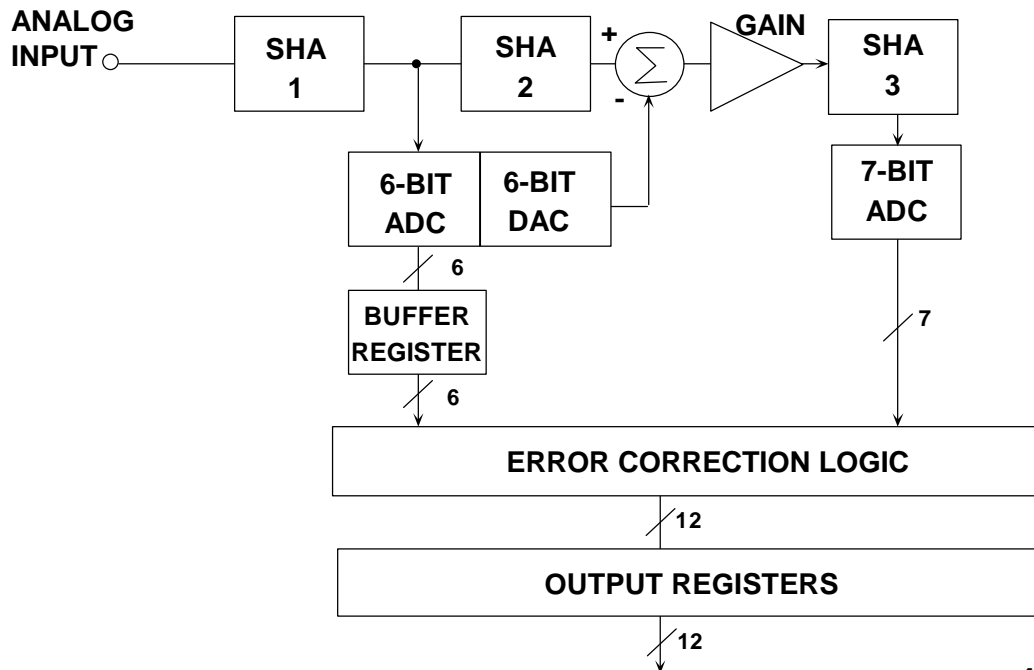 ANALOG
INPUT
SHA
1
SHA
2
+
-
Σ
GAIN
SHA
3
6-BIT
ADC
6-BIT
DAC
7-BIT
ADC
6
BUFFER
REGISTER
7
6
ERROR CORRECTION LOGIC
12
OUTPUT REGISTERS
12